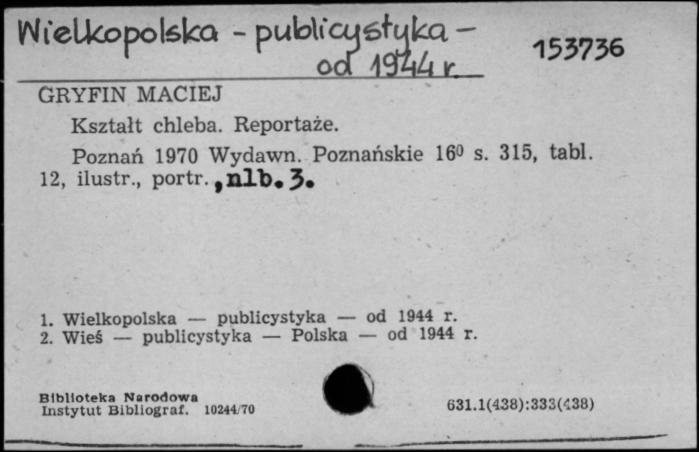 Wielkopolska - publicystyka -
od 1944 r.
153736
GRYFIN MACIEJ
Kształt chleba. Reportaże.
Poznań 1970 Wydawn. Poznańskie 16⁰ s. 315, tabl.
12, ilustr., portr., nlb. 3.
1. Wielkopolska — publicystyka — od 1944 r.
2. Wieś — publicystyka — Polska — od 1944 r.
Biblioteka Narodowa
Instytut Bibliograf. 10244/70
631.1(438):333(438)